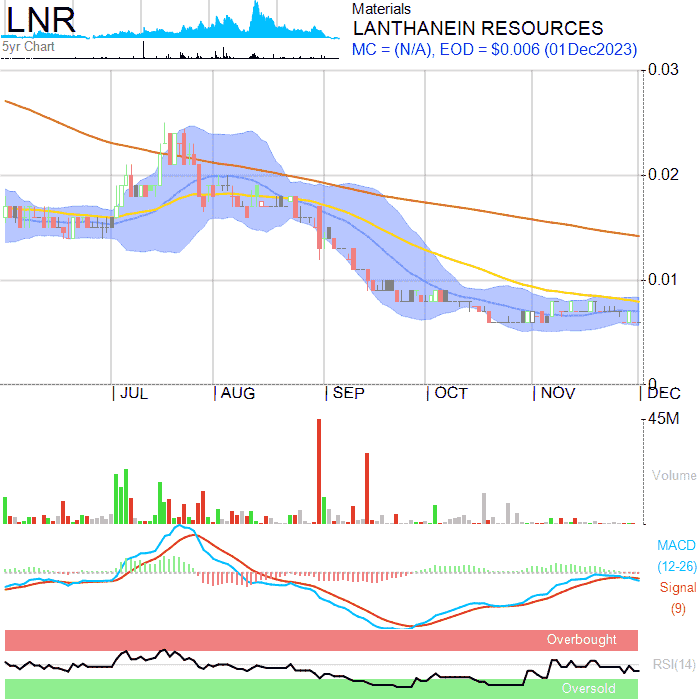 LNR
5yr Chart
Materials
LANTHANEIN RESOURCES
MC = (N/A), EOD = $0.006 (01Dec2023)
0.03
0.02
0.01
0
JUL AUG SEP OCT NOV DEC
45M
Volume
MACD
(12-26)
Signal
(9)
Overbought
RSI(14)
Oversold